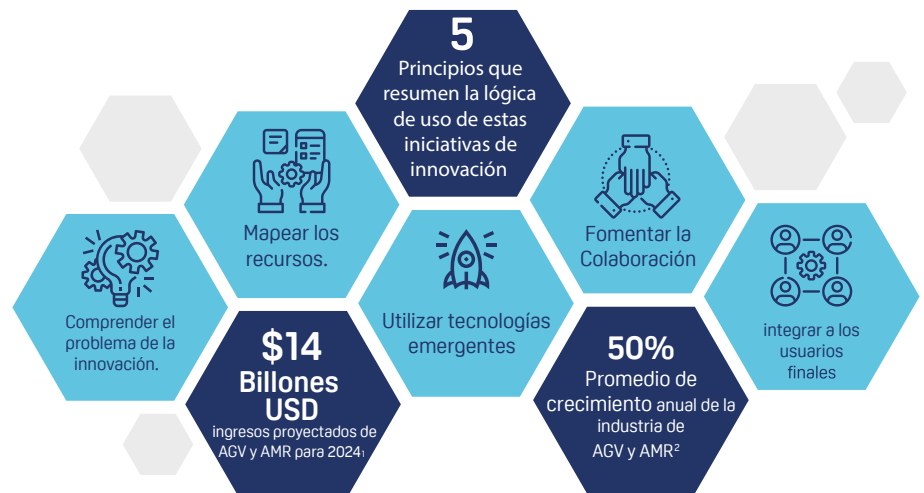 5
Principios que
resumen la lógica
de uso de estas
iniciativas de
innovación
Mapear los
recursos.
Fomentar la
Colaboración
Comprender el
problema de la
innovación.
Utilizar tecnologías
emergentes
integrar a los
usuarios
finales
$14
Billones
USD
ingresos proyectados de
AGV y AMR para 2024₁
50%
Promedio de
crecimiento anual de la
industria de
AGV y AMR²